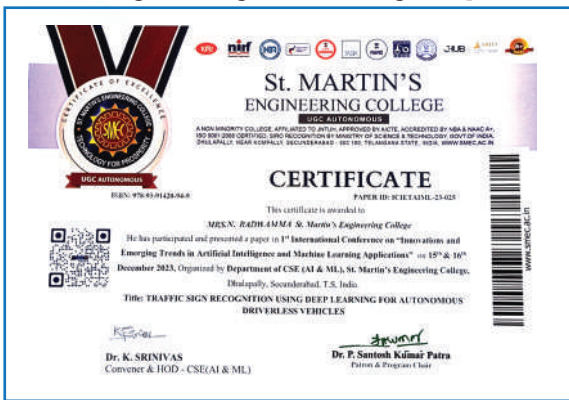 nirf
J-HUB
St. MARTIN'S
ENGINEERING COLLEGE
UGC AUTONOMOUS
A NON MINORITY COLLEGE, AFFILIATED TO JNTUH, APPROVED BY AICTE, ACCREDITED BY NBA & NAAC A+,
ISO 9001:2008 CERTIFIED, SIRO RECOGNITION BY MINISTRY OF SCIENCE & TECHNOLOGY, GOVT OF INDIA.
DHULAPALLY, NEAR KOMPALLY, SECUNDERABAD - 500 100, TELANGANA STATE, INDIA. WWW.SMEC.AC.IN
CERTIFICATE OF EXCELLENCE
ST. MARTIN'S ENGINEERING COLLEGE
SMEC
TECHNOLOGY FOR PROSPERITY
UGC AUTONOMOUS
ISBN: 978-93-91420-94-9
CERTIFICATE
PAPER ID: ICIETAIML-23-025
This certificate is awarded to
MRS.N. RADHAMMA St. Martin's Engineering College
He has participated and presented a paper in 1st International Conference on "Innovations and
Emerging Trends in Artificial Intelligence and Machine Learning Applications" on 15th & 16th
December 2023, Organized by Department of CSE (AI & ML), St. Martin's Engineering College,
Dhulapally, Secunderabad, T.S, India.
Title: TRAFFIC SIGN RECOGNITION USING DEEP LEARNING FOR AUTONOMOUS
DRIVERLESS VEHICLES
www.smec.ac.in
Dr. K. SRINIVAS
Convener & HOD - CSE(AI & ML)
Dr. P. Santosh Kumar Patra
Patron & Program Chair